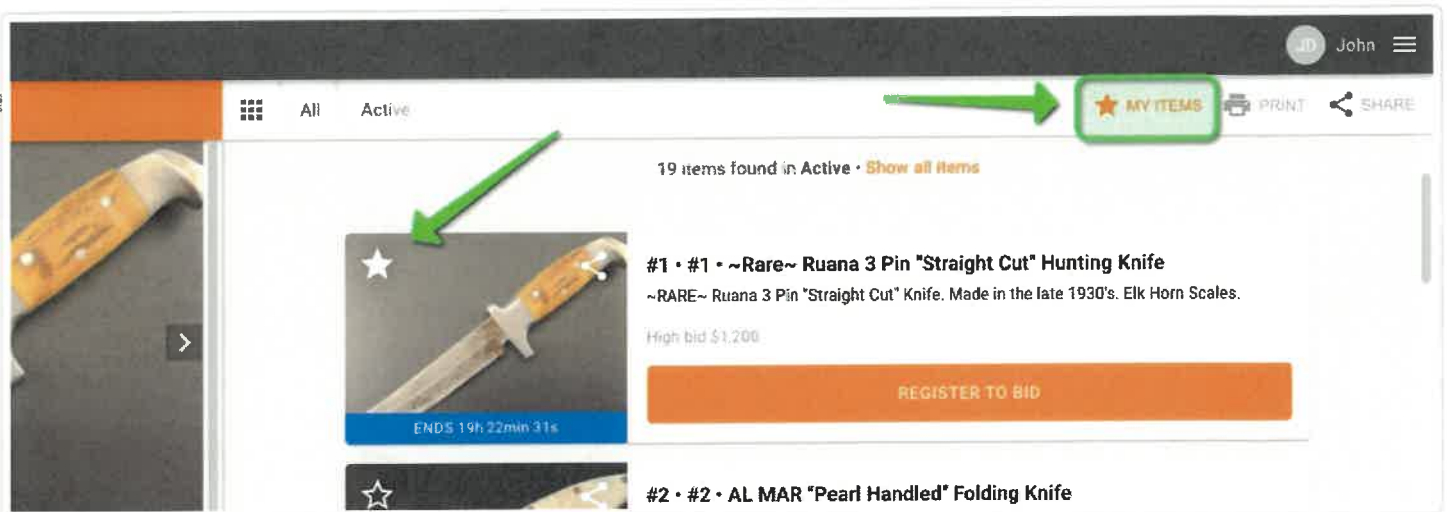 JD John
All Active
MY ITEMS PRINT SHARE
19 items found in Active • Show all items
#1 • #1 • ~Rare~ Ruana 3 Pin "Straight Cut" Hunting Knife
~RARE~ Ruana 3 Pin "Straight Cut" Knife. Made in the late 1930's. Elk Horn Scales.
High bid $1,200
REGISTER TO BID
ENDS 19h 22min 31s
#2 • #2 • AL MAR "Pearl Handled" Folding Knife